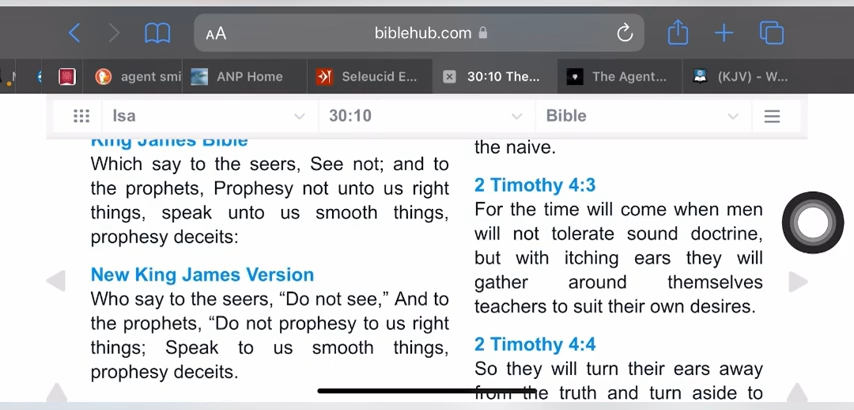 AA
biblehub.com
agent smi
ANP Home
Seleucid E...
30:10 The...
The Agent...
(KJV) - W...
Isa
30:10
Bible
King James Bible
Which say to the seers, See not; and to
the prophets, Prophesy not unto us right
things, speak unto us smooth things,
prophesy deceits:
New King James Version
Who say to the seers, “Do not see,” And to
the prophets, “Do not prophesy to us right
things; Speak to us smooth things,
prophesy deceits.
the naive.
2 Timothy 4:3
For the time will come when men
will not tolerate sound doctrine,
but with itching ears they will
gather around themselves
teachers to suit their own desires.
2 Timothy 4:4
So they will turn their ears away
from the truth and turn aside to